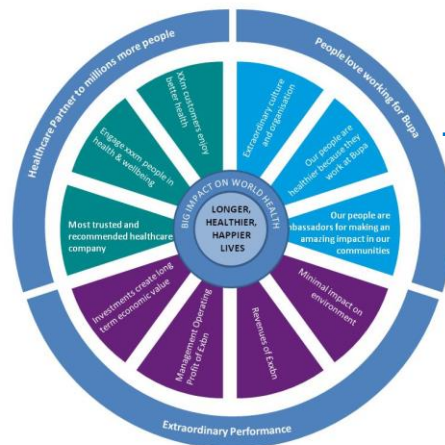 Healthcare Partner to millions more people
People love working for Bupa
XXm customers enjoy
better health
Extraordinary culture
and organisation
Engage xxm people in
health & wellbeing
Our people are
healthier because they
work at Bupa
Most trusted and
recommended healthcare
company
BIG IMPACT ON WORLD HEALTH
LONGER,
HEALTHIER,
HAPPIER
LIVES
Our people are
mbassadors for making an
amazing impact in our
communities
Investments create long
term economic value
Management Operating
Profit of £xbn
Revenues of £xxbn
Minimal impact on
environment
Extraordinary Performance